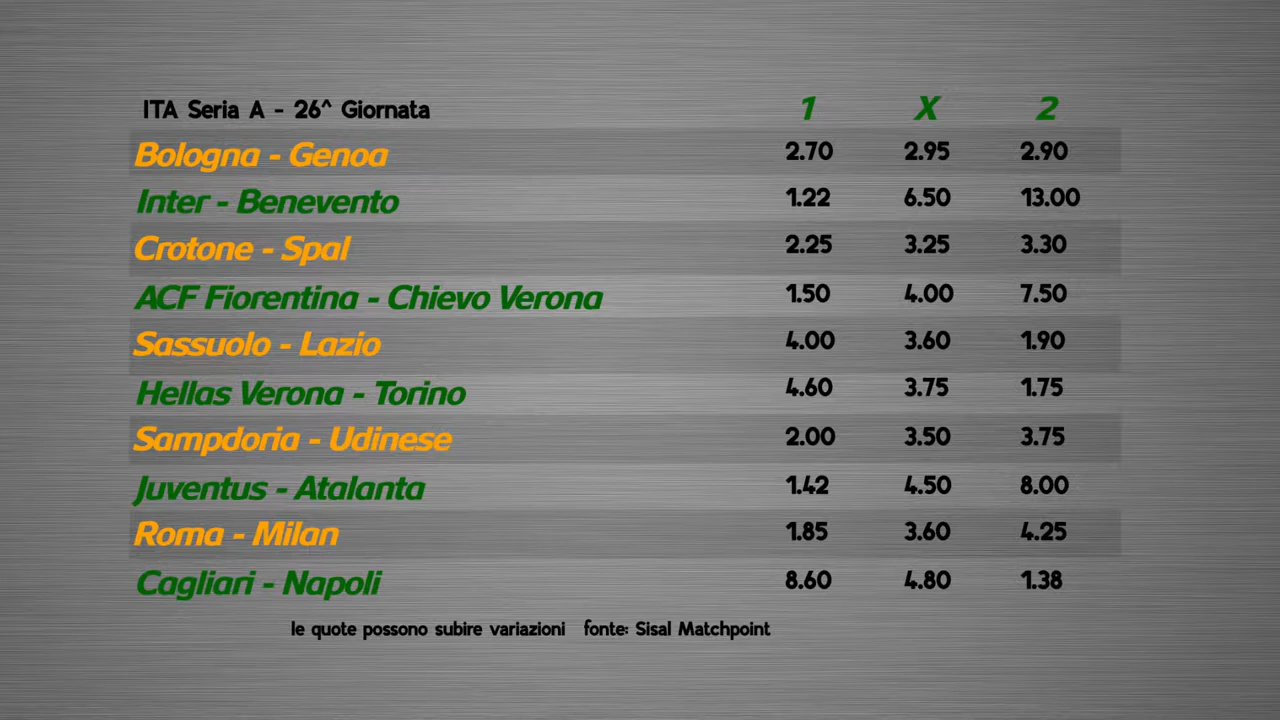 ITA Seria A - 26^ Giornata 1 X 2
Bologna - Genoa 2.70 2.95 2.90
Inter - Benevento 1.22 6.50 13.00
Crotone - Spal 2.25 3.25 3.30
ACF Fiorentina - Chievo Verona 1.50 4.00 7.50
Sassuolo - Lazio 4.00 3.60 1.90
Hellas Verona - Torino 4.60 3.75 1.75
Sampdoria - Udinese 2.00 3.50 3.75
Juventus - Atalanta 1.42 4.50 8.00
Roma - Milan 1.85 3.60 4.25
Cagliari - Napoli 8.60 4.80 1.38
le quote possono subire variazioni fonte: Sisal Matchpoint